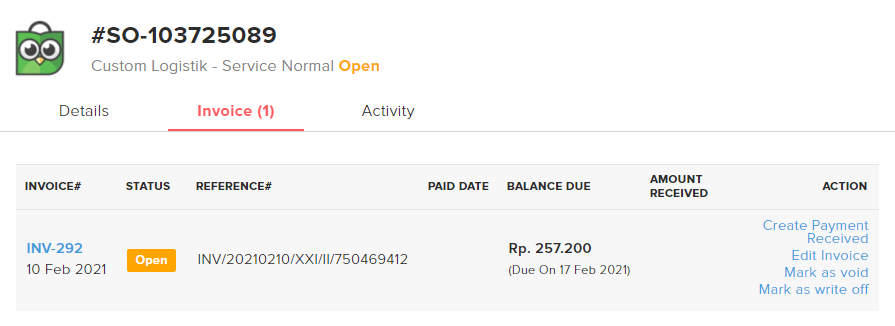 #SO-103725089
Custom Logistik - Service Normal Open
Details Invoice (1) Activity
INVOICE# STATUS REFERENCE# PAID DATE BALANCE DUE AMOUNT RECEIVED ACTION
INV-292
10 Feb 2021
Open
INV/20210210/XXI/II/750469412
Rp. 257.200
(Due On 17 Feb 2021)
Create Payment
Received
Edit Invoice
Mark as void
Mark as write off